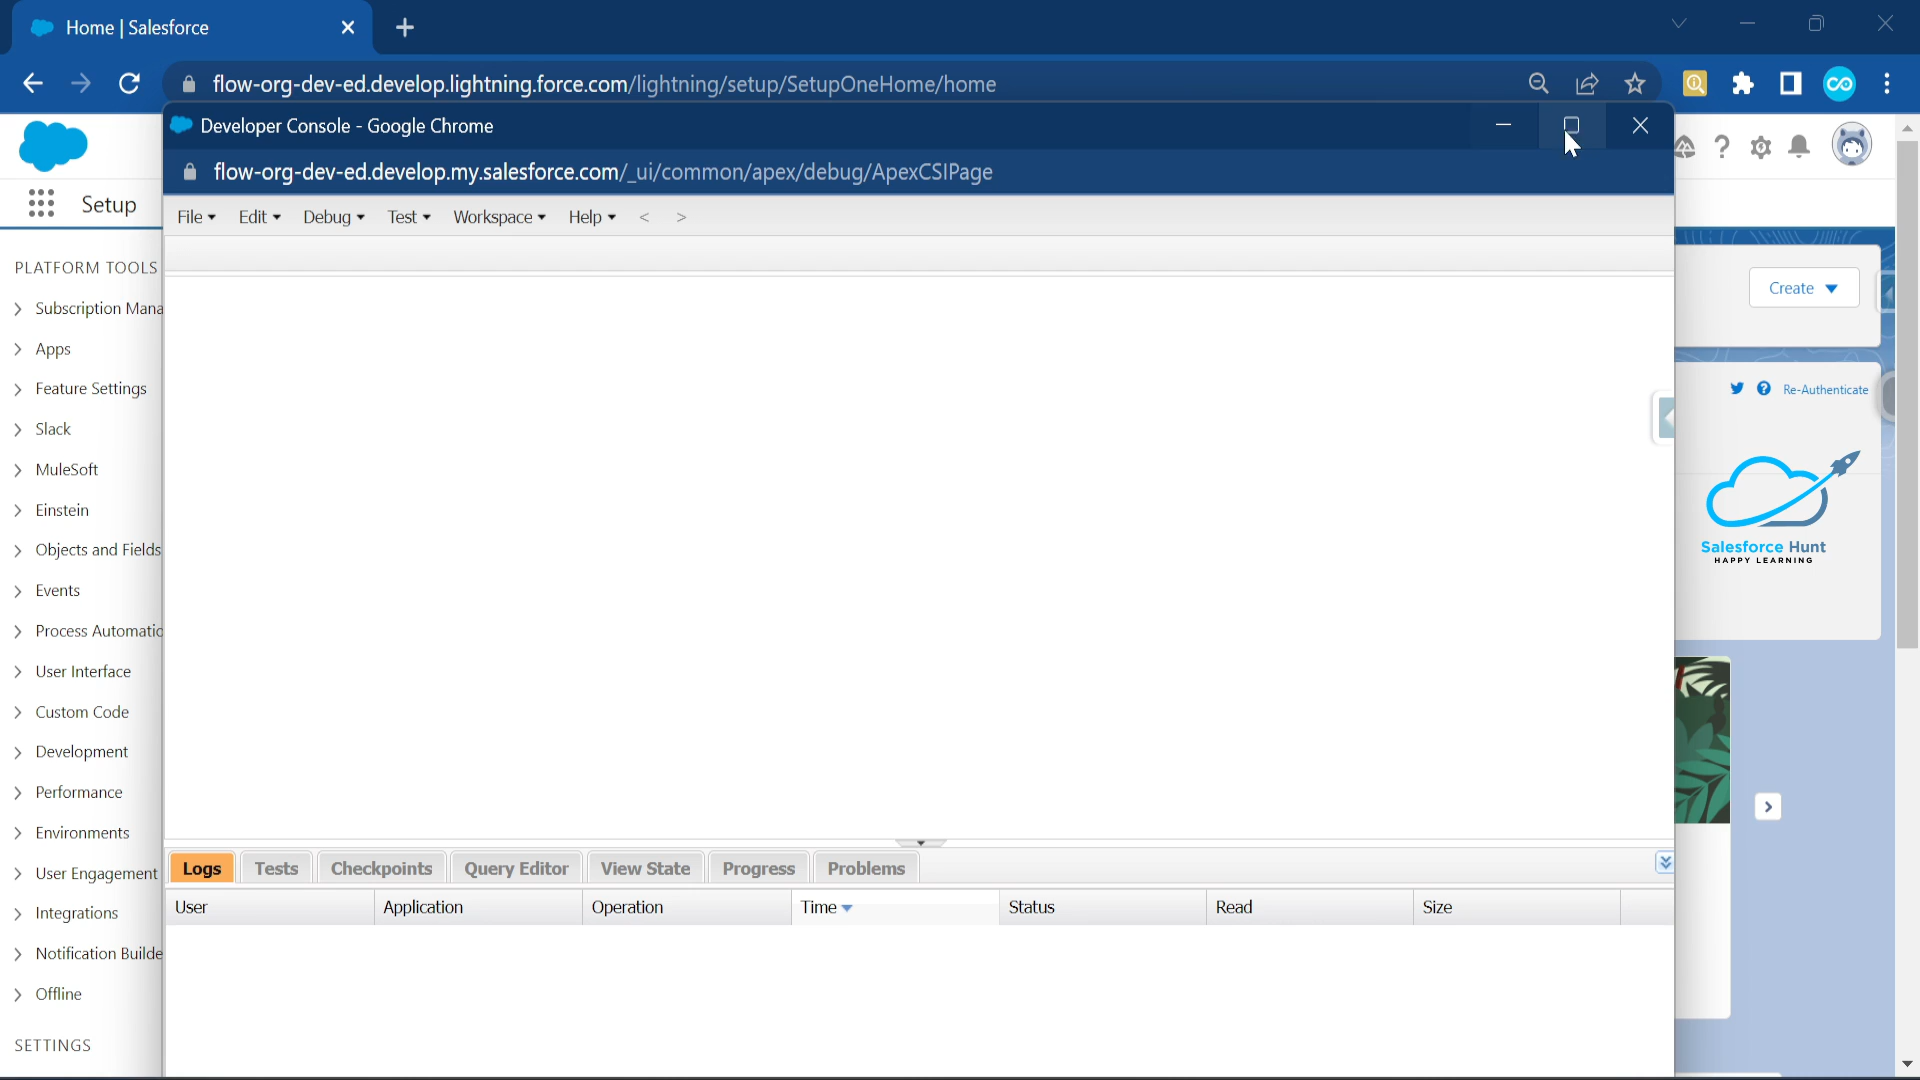 Home | Salesforce
flow-org-dev-ed.develop.lightning.force.com/lightning/setup/SetupOneHome/home
Developer Console - Google Chrome
flow-org-dev-ed.develop.my.salesforce.com/_ui/common/apex/debug/ApexCSIPage
Setup
File Edit Debug Test Workspace Help < >
PLATFORM TOOLS
Subscription Mana
Apps
Feature Settings
Slack
MuleSoft
Einstein
Objects and Fields
Events
Process Automatic
User Interface
Custom Code
Development
Performance
Environments
User Engagement
Integrations
Notification Builde
Offline
SETTINGS
Create
Re-Authenticate
Salesforce Hunt
HAPPY LEARNING
Logs Tests Checkpoints Query Editor View State Progress Problems
User Application Operation Time Status Read Size